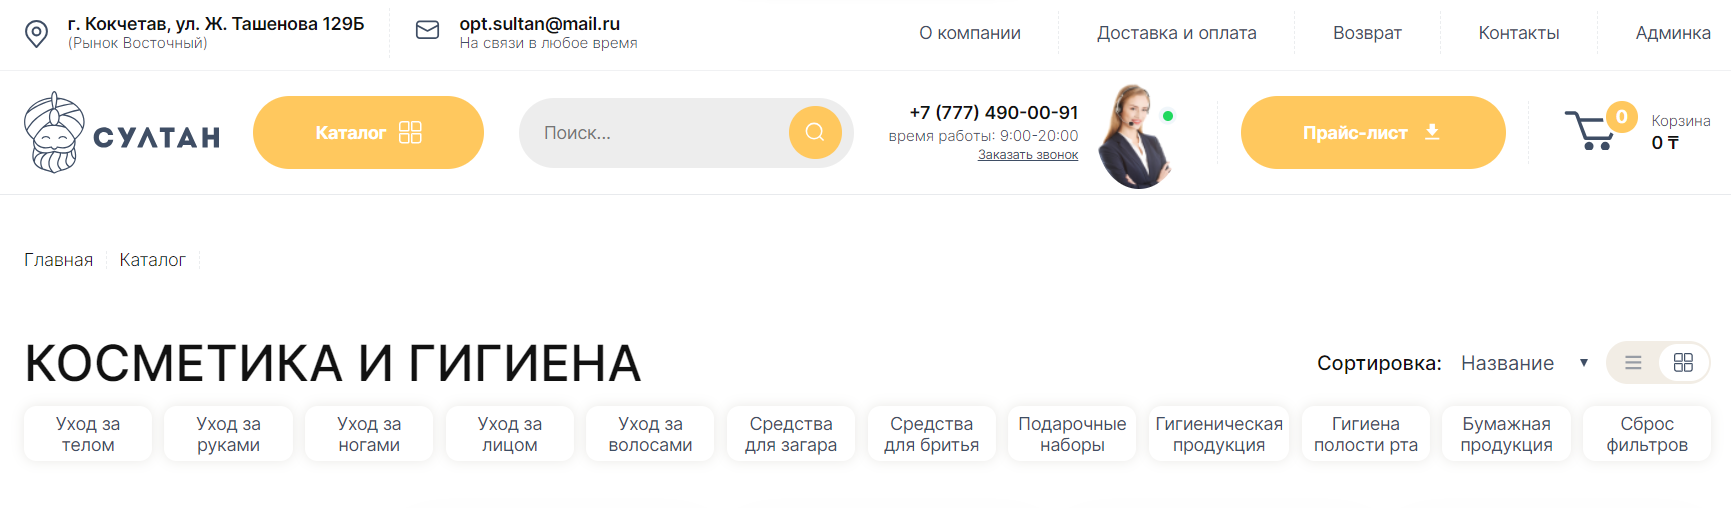 г. Кокчетав, ул. Ж. Ташенова 129Б
(Рынок Восточный)
opt.sultan@mail.ru
На связи в любое время
О компании
Доставка и оплата
Возврат
Контакты
Админка
СУЛТАН
Каталог
Поиск...
+7 (777) 490-00-91
время работы: 9:00-20:00
Заказать звонок
Прайс-лист
0
Корзина
0 ₸
Главная
Каталог
КОСМЕТИКА И ГИГИЕНА
Сортировка:
Название
Уход за
телом
Уход за
руками
Уход за
ногами
Уход за
лицом
Уход за
волосами
Средства
для загара
Средства
для бритья
Подарочные
наборы
Гигиеническая
продукция
Гигиена
полости рта
Бумажная
продукция
Сброс
фильтров